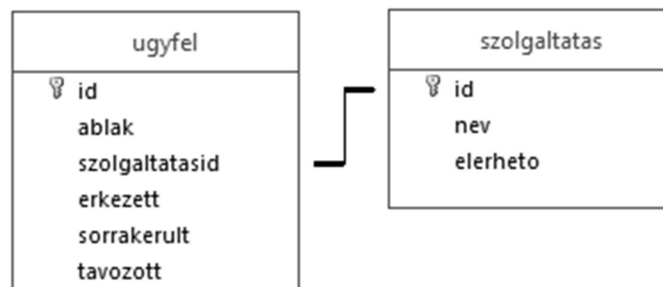 ugyfel
id
ablak
szolgaltatasid
erkezett
sorrakerult
tavozott
szolgaltatas
id
nev
elerheto